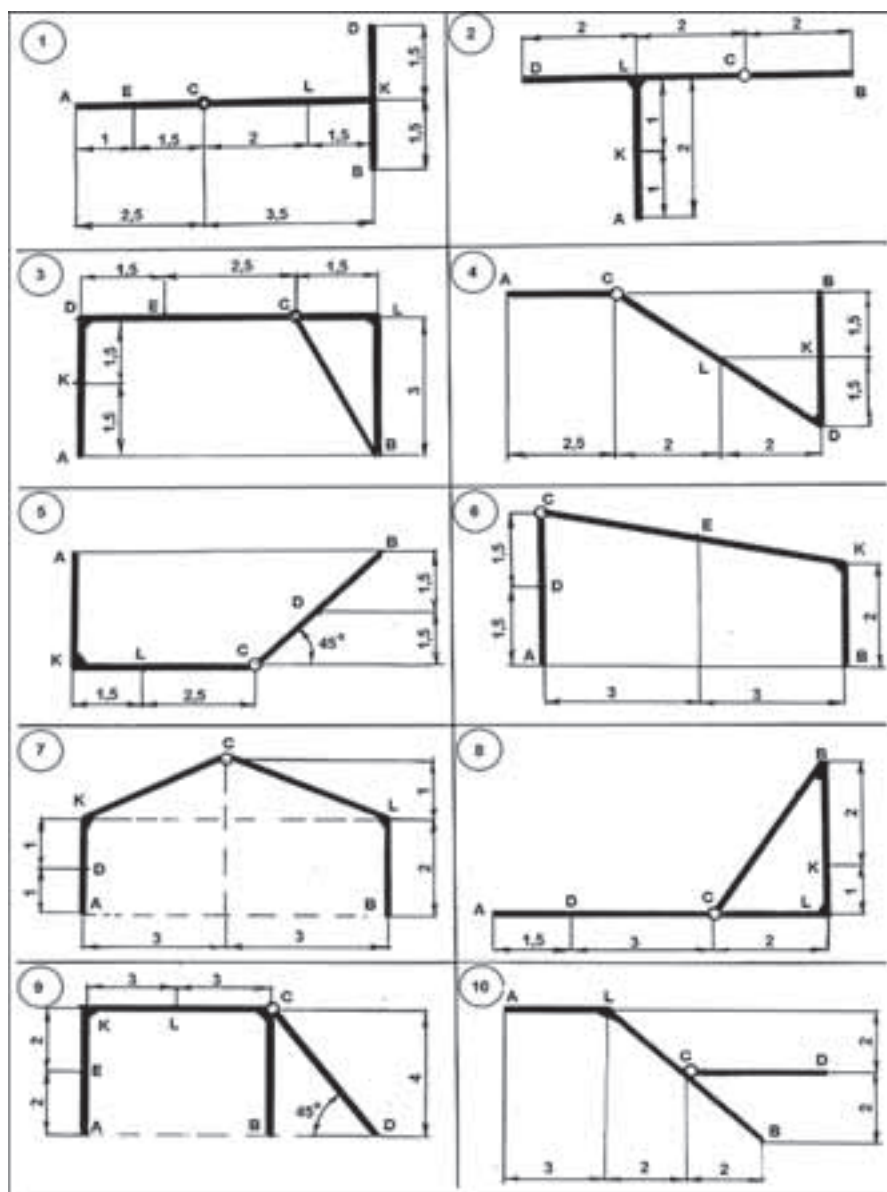 1
D
A E C L K
B
1,5
1,5
1 1,5 2 1,5
2,5 3,5
2
2 2 2
D L C B
K
A
1
1
2
3
1,5 2,5 1,5
D E C L
K
A B
1,5
1,5
3
4
A C B
L K
D
1,5
1,5
2,5 2 2
5
A B
D
K L C
45°
1,5
1,5
1,5 2,5
6
C
E
K
D
A B
1,5
1,5
2
3 3
7
C
K L
D
A B
1
1
1
2
3 3
8
B
K
A D C L
2
1
1,5 3 2
9
3 3
C
K L
E
A B D
45°
2
2
4
10
A L
C D
B
2
2
3 2 2